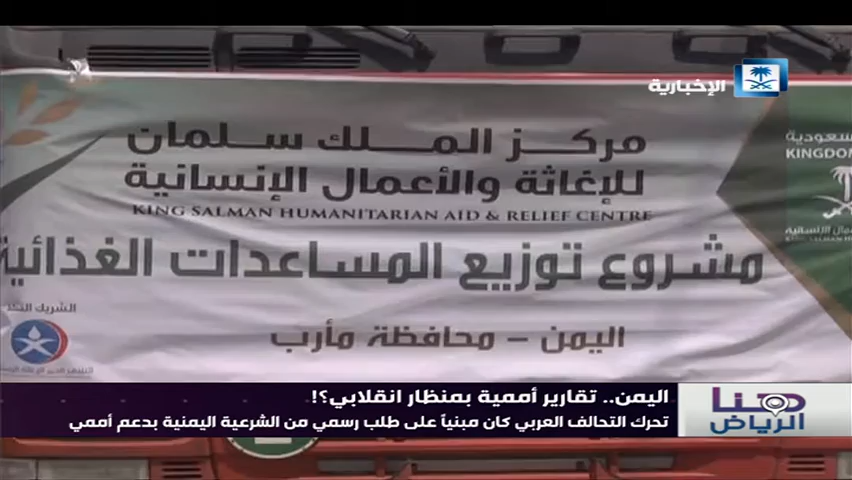 الإخبارية
مركز الملك سلمان
للإغاثة والأعمال الإنسانية
KING SALMAN HUMANITARIAN AID & RELIEF CENTRE
مشروع توزيع المساعدات الغذائية
اليمن – محافظة مأرب
KINGDOM
الشريك
هنا
الرياض
اليمن.. تقارير أممية بمنظار انقلابي؟!
تحرك التحالف العربي كان مبنياً على طلب رسمي من الشرعية اليمنية بدعم أممي